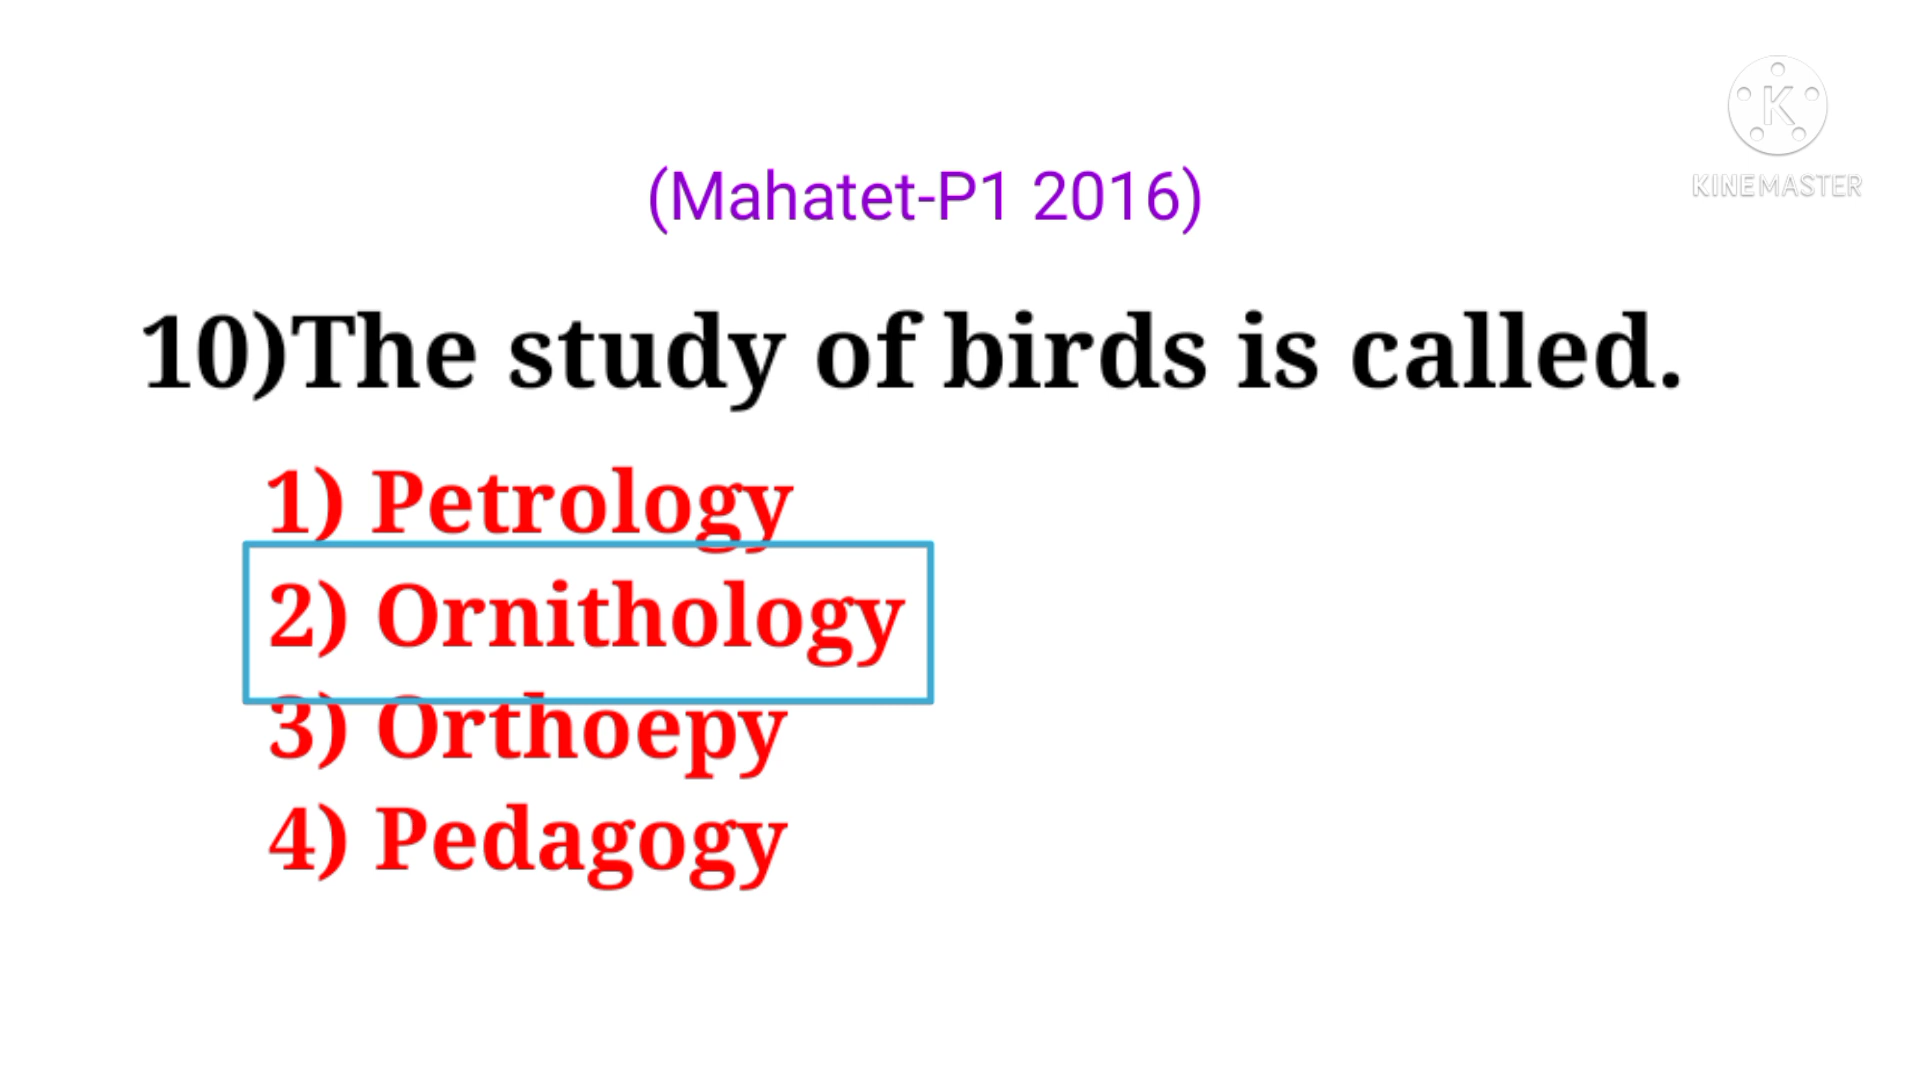 K
KINEMASTER
(Mahatet-P1 2016)
10)The study of birds is called.
1) Petrology
2) Ornithology
3) Orthoepy
4) Pedagogy